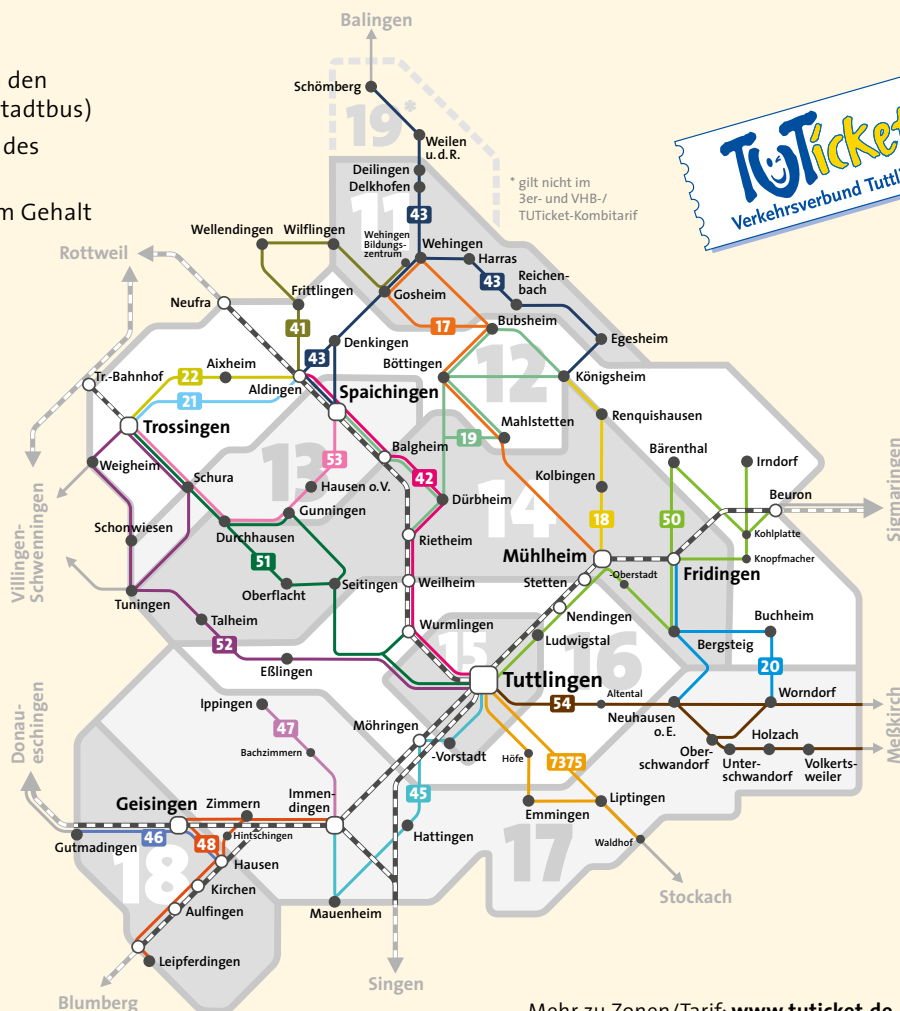 Balingen
den
Schömberg
tadtbus)
19*
des
Weilen
u.d.R.
Deilingen
Delkhofen
TUTicket
Verkehrsverbund
* gilt nicht im
3er- und VHB-/
TUTicket-Kombitarif
m Gehalt
11
43
Wellendingen
Wilflingen
Wehingen
Bildungs-
zentrum
Wehingen
Harras
Rottweil
43
Reichen-
bach
Neufra
Frittlingen
Gosheim
41
17
Bubsheim
Denkingen
Egesheim
43
12
Böttingen
Tr.-Bahnhof
22
Aixheim
Aldingen
Königsheim
21
Spaichingen
Trossingen
Mahlstetten
Renquishausen
19
13
53
Balgheim
Bärenthal
Irndorf
Weigheim
Schura
42
Kolbingen
Hausen o.V.
Dürbheim
Beuron
Sigmaringen
Gunningen
14
18
50
Villingen-
Schwenningen
Schonwiesen
Durchhausen
Rietheim
Kohlplatte
51
Mühlheim
Knopfmacher
Oberflacht
Seitingen
Weilheim
Stetten
-Oberstadt
Fridingen
Tuningen
Talheim
Wurmlingen
Nendingen
Buchheim
52
15
Ludwigstal
16
Bergsteig
Eßlingen
20
Tuttlingen
Donau-
eschingen
Ippingen
54
Altental
Worndorf
Neuhausen
o.E.
Meßkirch
47
Möhringen
Bachzimmern
-Vorstadt
Höfe
7375
Ober-
schwandorf
Holzach
Unter-
schwandorf
Volkerts-
weiler
45
Immen-
dingen
Geisingen
Zimmern
Liptingen
Emmingen
46
48
Hintschingen
Hattingen
Waldhof
Gutmadingen
18
Hausen
17
Kirchen
Stockach
Aulfingen
Mauenheim
Leipferdingen
Singen
Blumberg
Mehr zu Zonen/Tarif: www.tuticket.de